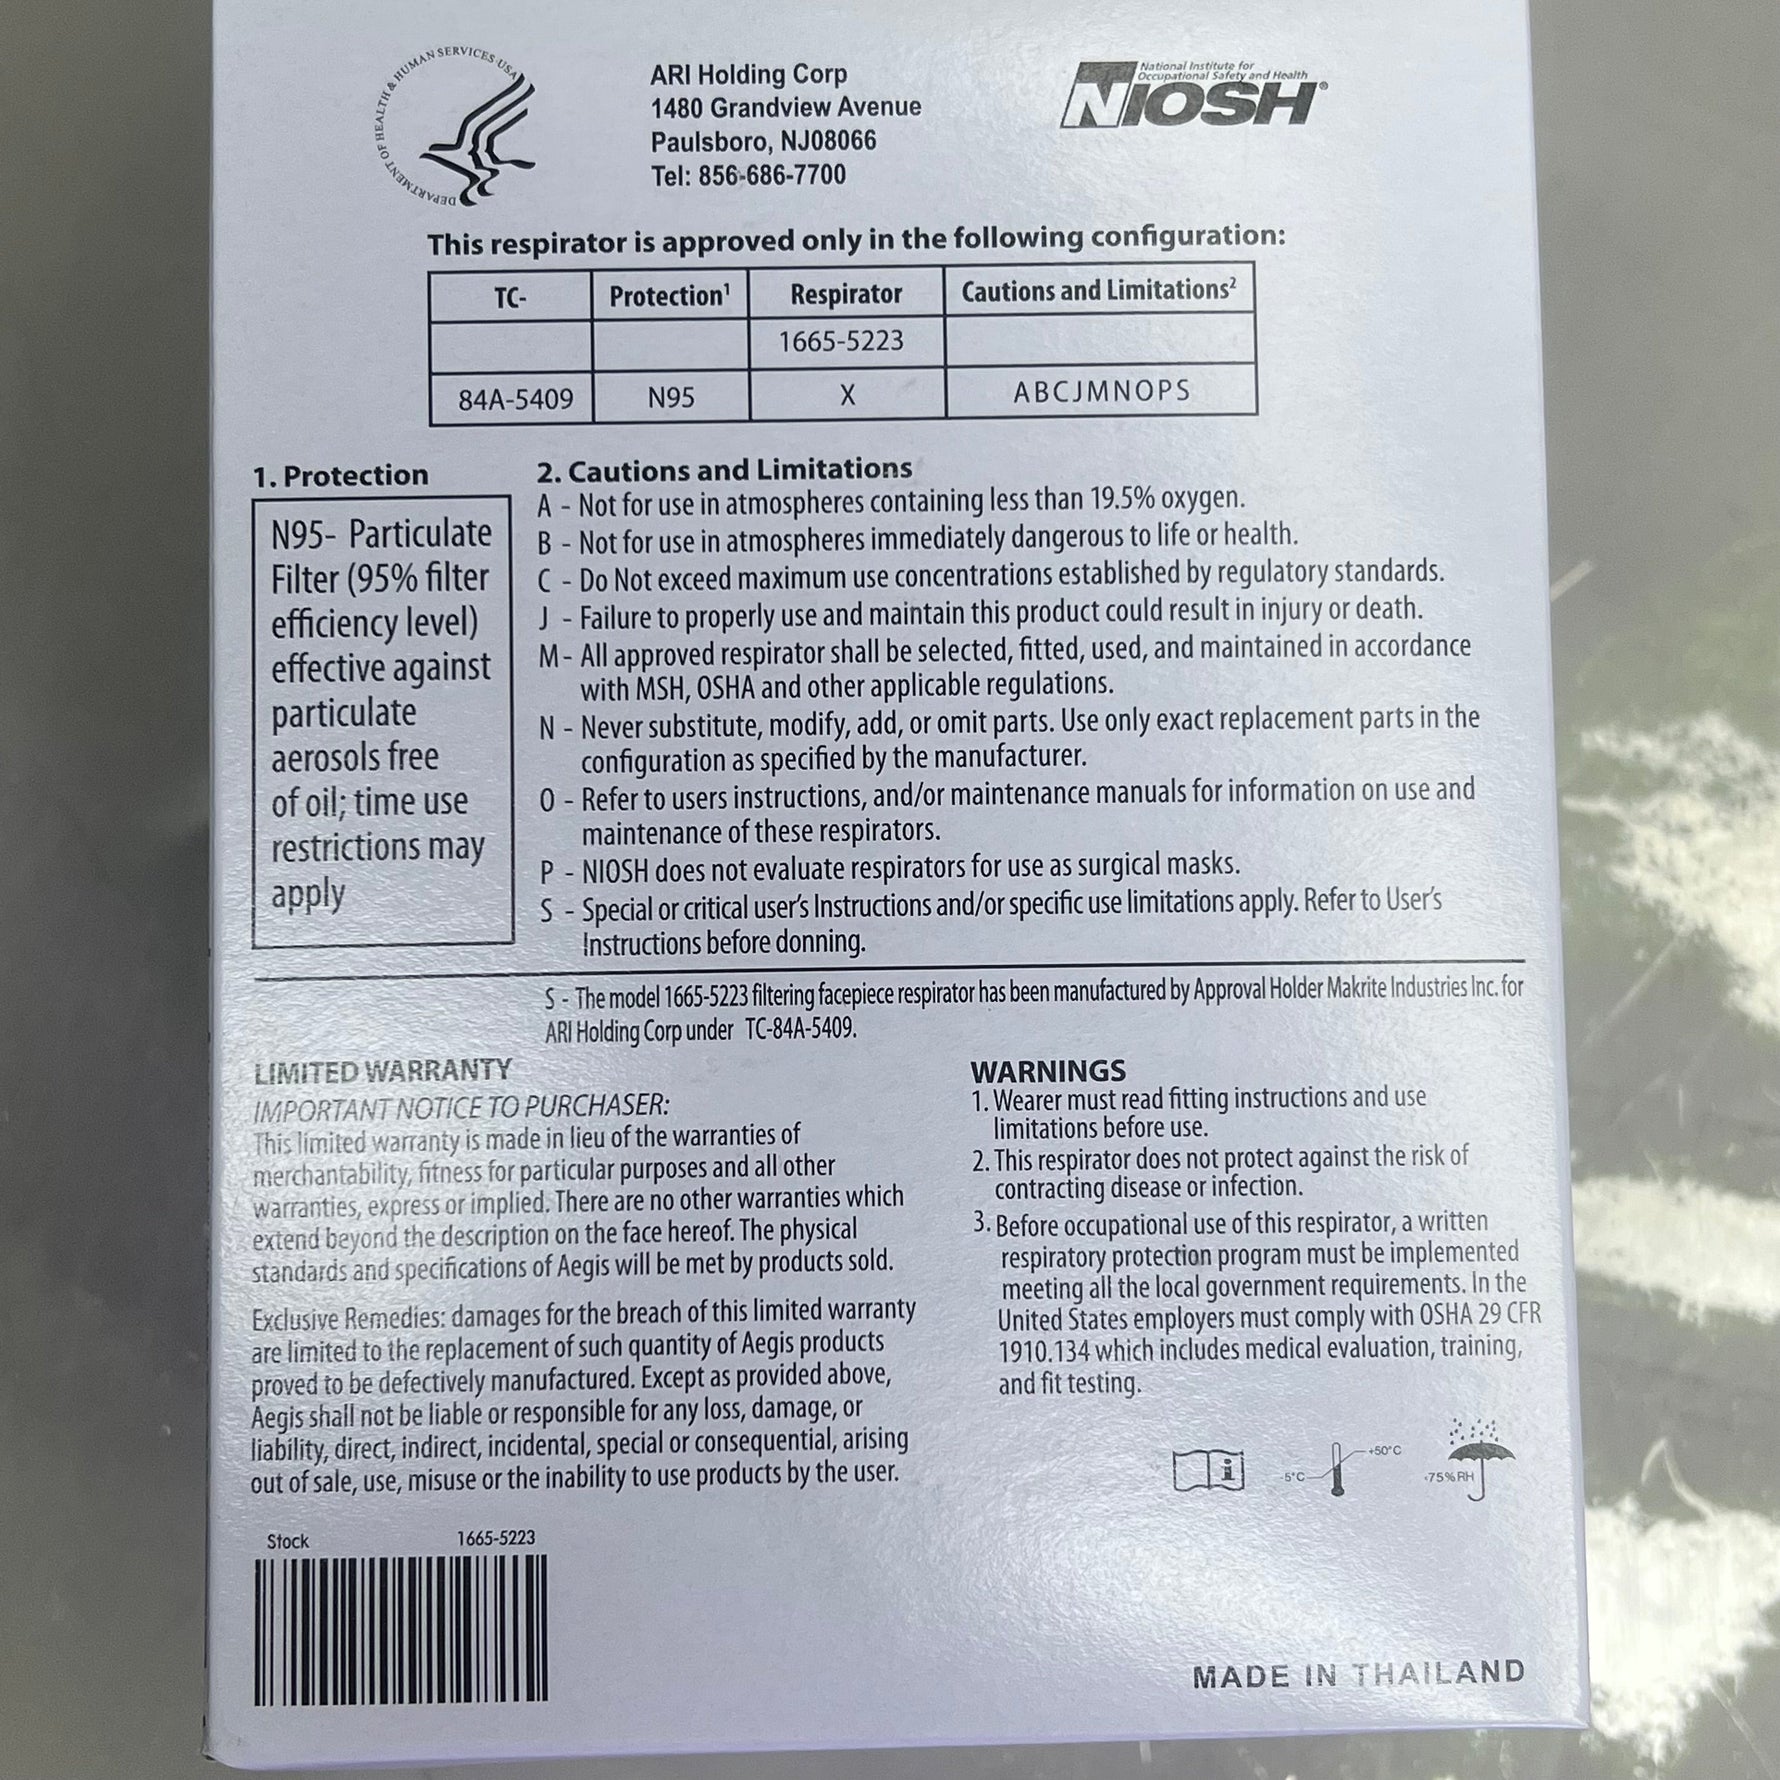 DEPARTMENT OF HEALTH & HUMAN SERVICES USA
ARI Holding Corp
1480 Grandview Avenue
Paulsboro, NJ08066
Tel: 856-686-7700
National Institute for
Occupational Safety and Health
NIOSH®
This respirator is approved only in the following configuration:
TC- Protection¹ Respirator Cautions and Limitations²
1665-5223
84A-5409 N95 X ABCJMNOPS
1. Protection
N95- Particulate
Filter (95% filter
efficiency level)
effective against
particulate
aerosols free
of oil; time use
restrictions may
apply
2. Cautions and Limitations
A - Not for use in atmospheres containing less than 19.5% oxygen.
B - Not for use in atmospheres immediately dangerous to life or health.
C - Do Not exceed maximum use concentrations established by regulatory standards.
J - Failure to properly use and maintain this product could result in injury or death.
M - All approved respirator shall be selected, fitted, used, and maintained in accordance
with MSH, OSHA and other applicable regulations.
N - Never substitute, modify, add, or omit parts. Use only exact replacement parts in the
configuration as specified by the manufacturer.
O - Refer to users instructions, and/or maintenance manuals for information on use and
maintenance of these respirators.
P - NIOSH does not evaluate respirators for use as surgical masks.
S - Special or critical user's Instructions and/or specific use limitations apply. Refer to User's
Instructions before donning.
S - The model 1665-5223 filtering facepiece respirator has been manufactured by Approval Holder Makrite Industries Inc. for
ARI Holding Corp under TC-84A-5409.
LIMITED WARRANTY
IMPORTANT NOTICE TO PURCHASER:
This limited warranty is made in lieu of the warranties of
merchantability, fitness for particular purposes and all other
warranties, express or implied. There are no other warranties which
extend beyond the description on the face hereof. The physical
standards and specifications of Aegis will be met by products sold.
Exclusive Remedies: damages for the breach of this limited warranty
are limited to the replacement of such quantity of Aegis products
proved to be defectively manufactured. Except as provided above,
Aegis shall not be liable or responsible for any loss, damage, or
liability, direct, indirect, incidental, special or consequential, arising
out of sale, use, misuse or the inability to use products by the user.
WARNINGS
1. Wearer must read fitting instructions and use
limitations before use.
2. This respirator does not protect against the risk of
contracting disease or infection.
3. Before occupational use of this respirator, a written
respiratory protection program must be implemented
meeting all the local government requirements. In the
United States employers must comply with OSHA 29 CFR
1910.134 which includes medical evaluation, training,
and fit testing.
i
-5°C
+50°C
<75%RH
Stock 1665-5223
MADE IN THAILAND